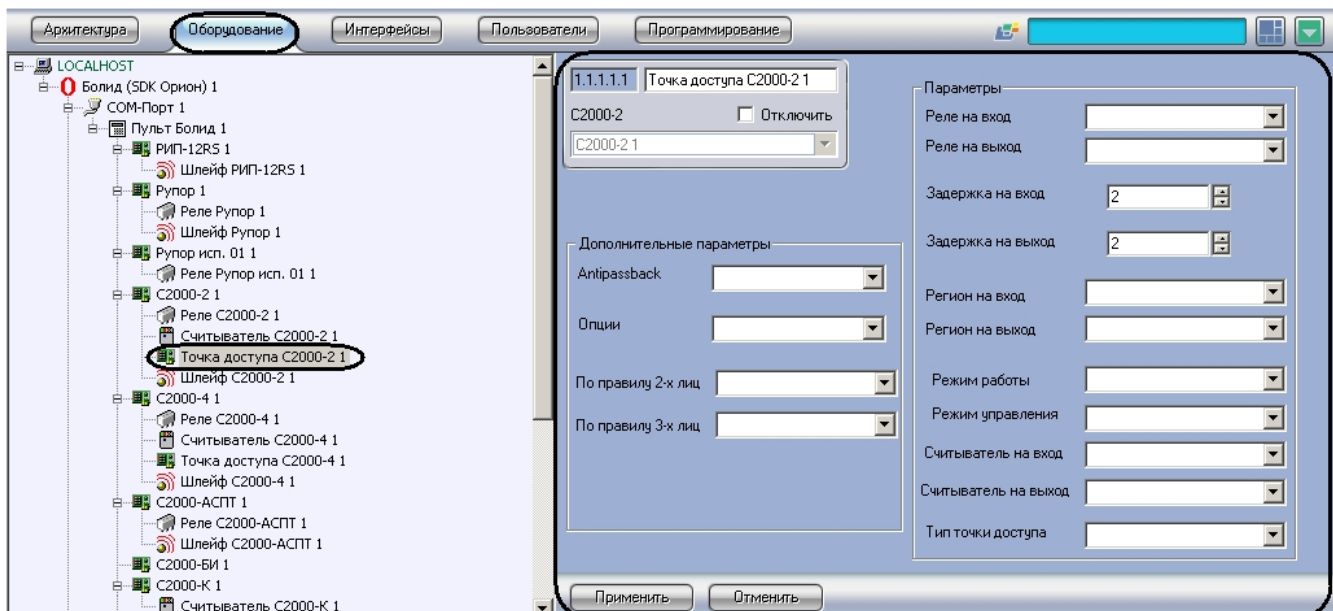 Архитектура Оборудование Интерфейсы Пользователи Программирование
LOCALHOST
Болид (SDK Орион) 1
COM-Порт 1
Пульт Болид 1
РИП-12RS 1
Шлейф РИП-12RS 1
Рупор 1
Реле Рупор 1
Шлейф Рупор 1
Рупор исп. 01 1
Реле Рупор исп. 01 1
С2000-2 1
Реле С2000-2 1
Считыватель С2000-2 1
Точка доступа С2000-2 1
Шлейф С2000-2 1
С2000-4 1
Реле С2000-4 1
Считыватель С2000-4 1
Точка доступа С2000-4 1
Шлейф С2000-4 1
С2000-АСПТ 1
Реле С2000-АСПТ 1
Шлейф С2000-АСПТ 1
С2000-БИ 1
С2000-К 1
Считыватель С2000-К 1
1.1.1.1.1 Точка доступа С2000-2 1
С2000-2 Отключить
С2000-2 1
Дополнительные параметры
Antipassback
Опции
По правилу 2-х лиц
По правилу 3-х лиц
Параметры
Реле на вход
Реле на выход
Задержка на вход 2
Задержка на выход 2
Регион на вход
Регион на выход
Режим работы
Режим управления
Считыватель на вход
Считыватель на выход
Тип точки доступа
Применить Отменить